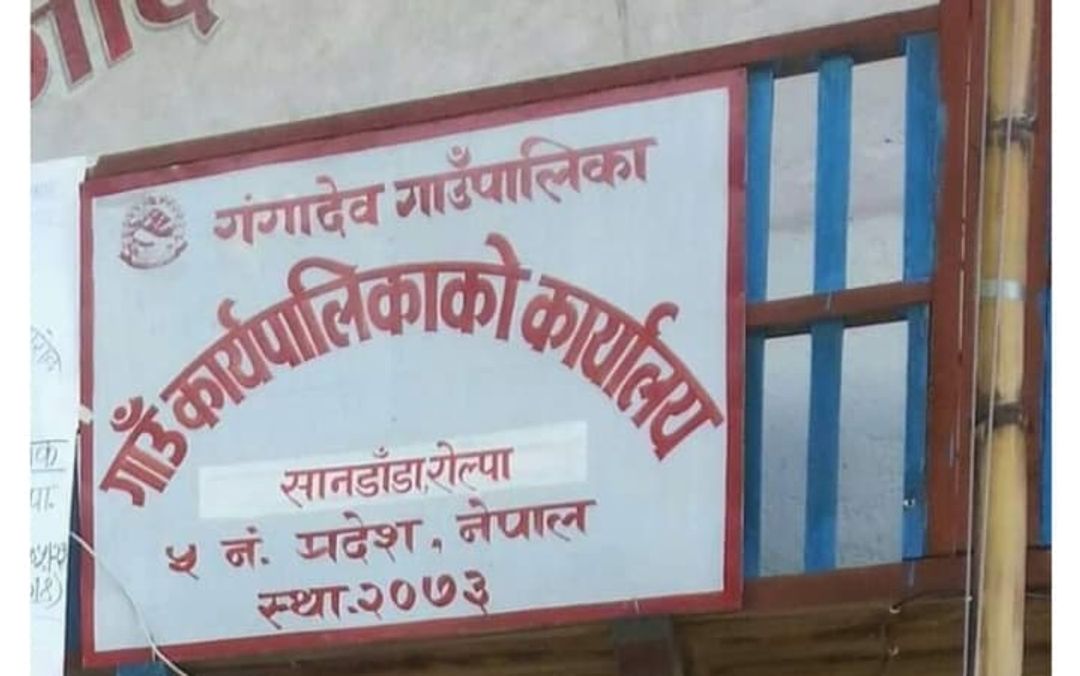 गंगादेव गाउँपालिका
गाउँ कार्यपालिकाको कार्यालय
सानडाँडा,रोल्पा
५ नं. प्रदेश, नेपाल
स्था.२०७३